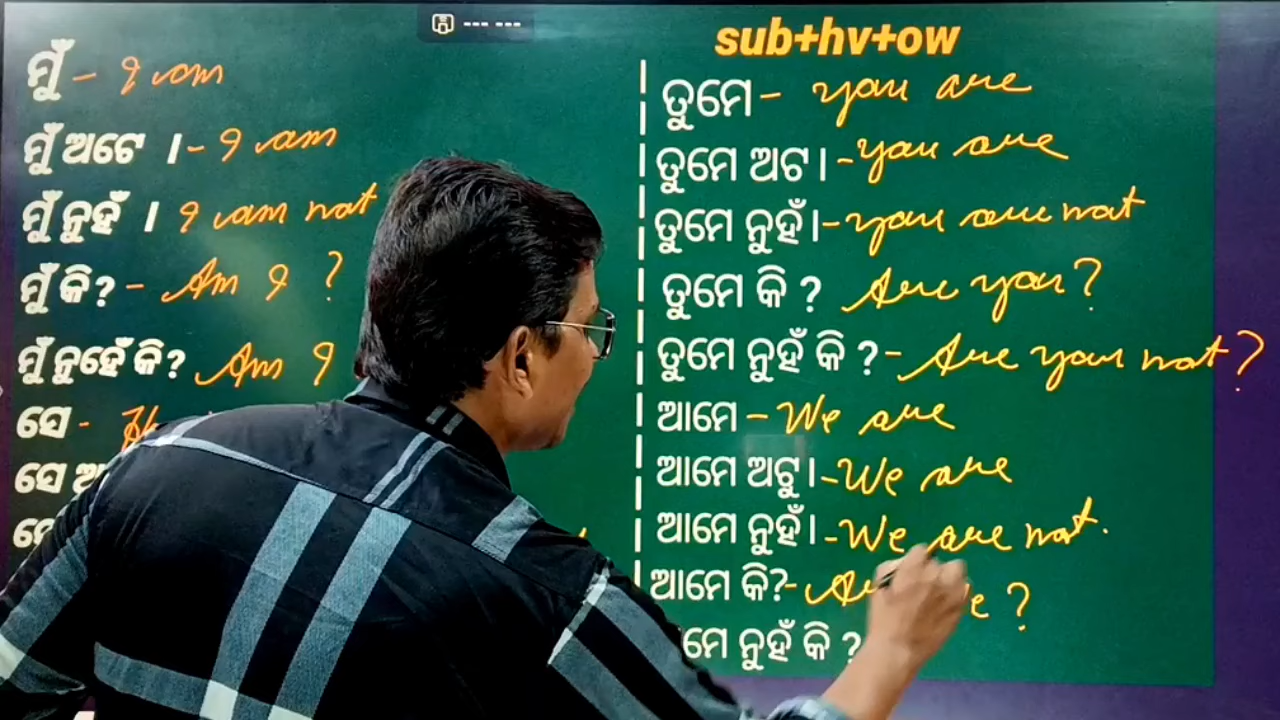 sub+hv+ow
ମୁଁ - I am
ମୁଁ ଅଟେ । - I am
ମୁଁ ନୁହଁ । I am not
ମୁଁ କି? - Am I ?
ମୁଁ ନୁହେଁ କି? Am I
ସେ -
ସେ
ତୁମେ - you are
ତୁମେ ଅଟ । - you are
ତୁମେ ନୁହଁ । - you are not
ତୁମେ କି ? Are you ?
ତୁମେ ନୁହଁ କି ? - Are you not ?
ଆମେ - We are
ଆମେ ଅଟୁ । - We are
ଆମେ ନୁହଁ । - We are not.
ଆମେ କି? - ?
ନୁହଁ କି ?